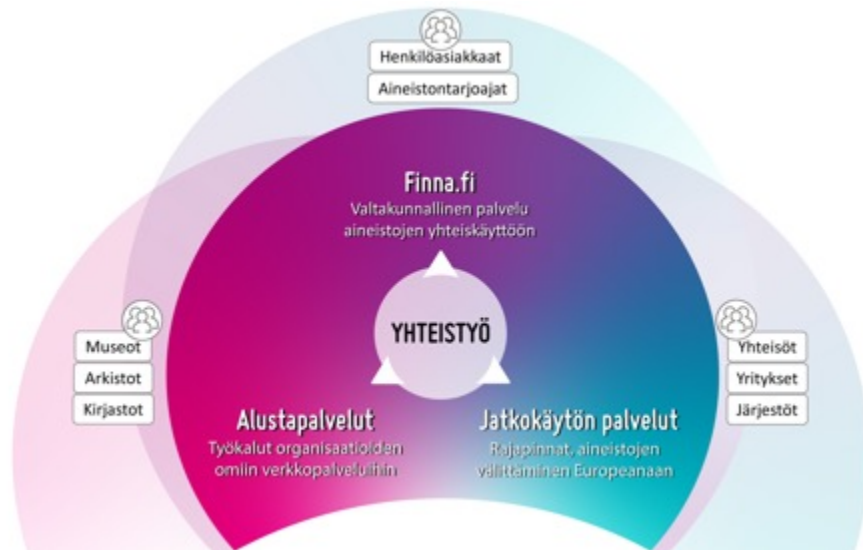 Henkilöasiakkaat
Aineistontarjoajat
Finna.fi
Valtakunnallinen palvelu
aineistojen yhteiskäyttöön
YHTEISTYÖ
Museot
Arkistot
Kirjastot
Yhteisöt
Yritykset
Järjestöt
Alustapalvelut
Työkalut organisaatioiden
omiin verkkopalveluihin
Jatkokäytön palvelut
Rajapinnat, aineistojen
välittäminen Europeanaan